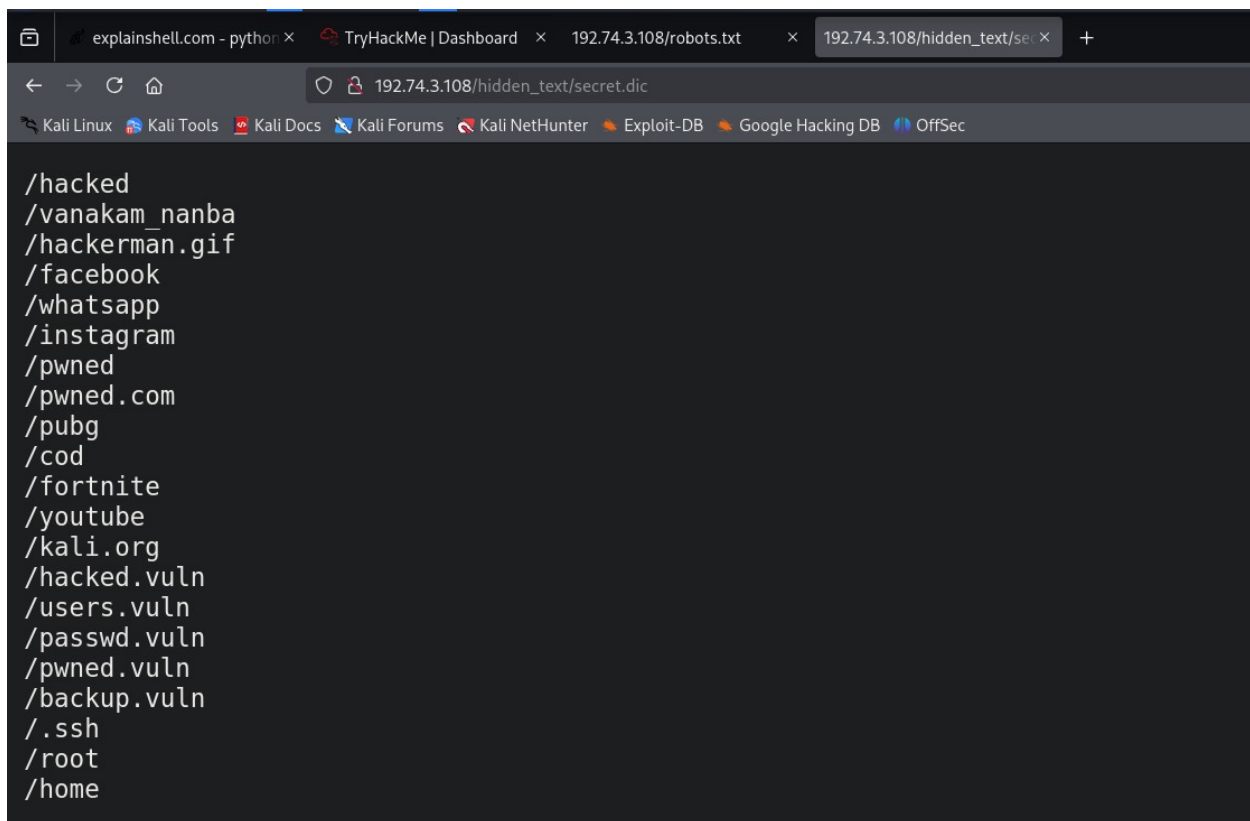 explainshell.com - python
TryHackMe | Dashboard
192.74.3.108/robots.txt
192.74.3.108/hidden_text/sec
192.74.3.108/hidden_text/secret.dic
Kali Linux Kali Tools Kali Docs Kali Forums Kali NetHunter Exploit-DB Google Hacking DB OffSec
/hacked
/vanakam_nanba
/hackerman.gif
/facebook
/whatsapp
/instagram
/pwned
/pwned.com
/pubg
/cod
/fortnite
/youtube
/kali.org
/hacked.vuln
/users.vuln
/passwd.vuln
/pwned.vuln
/backup.vuln
/.ssh
/root
/home